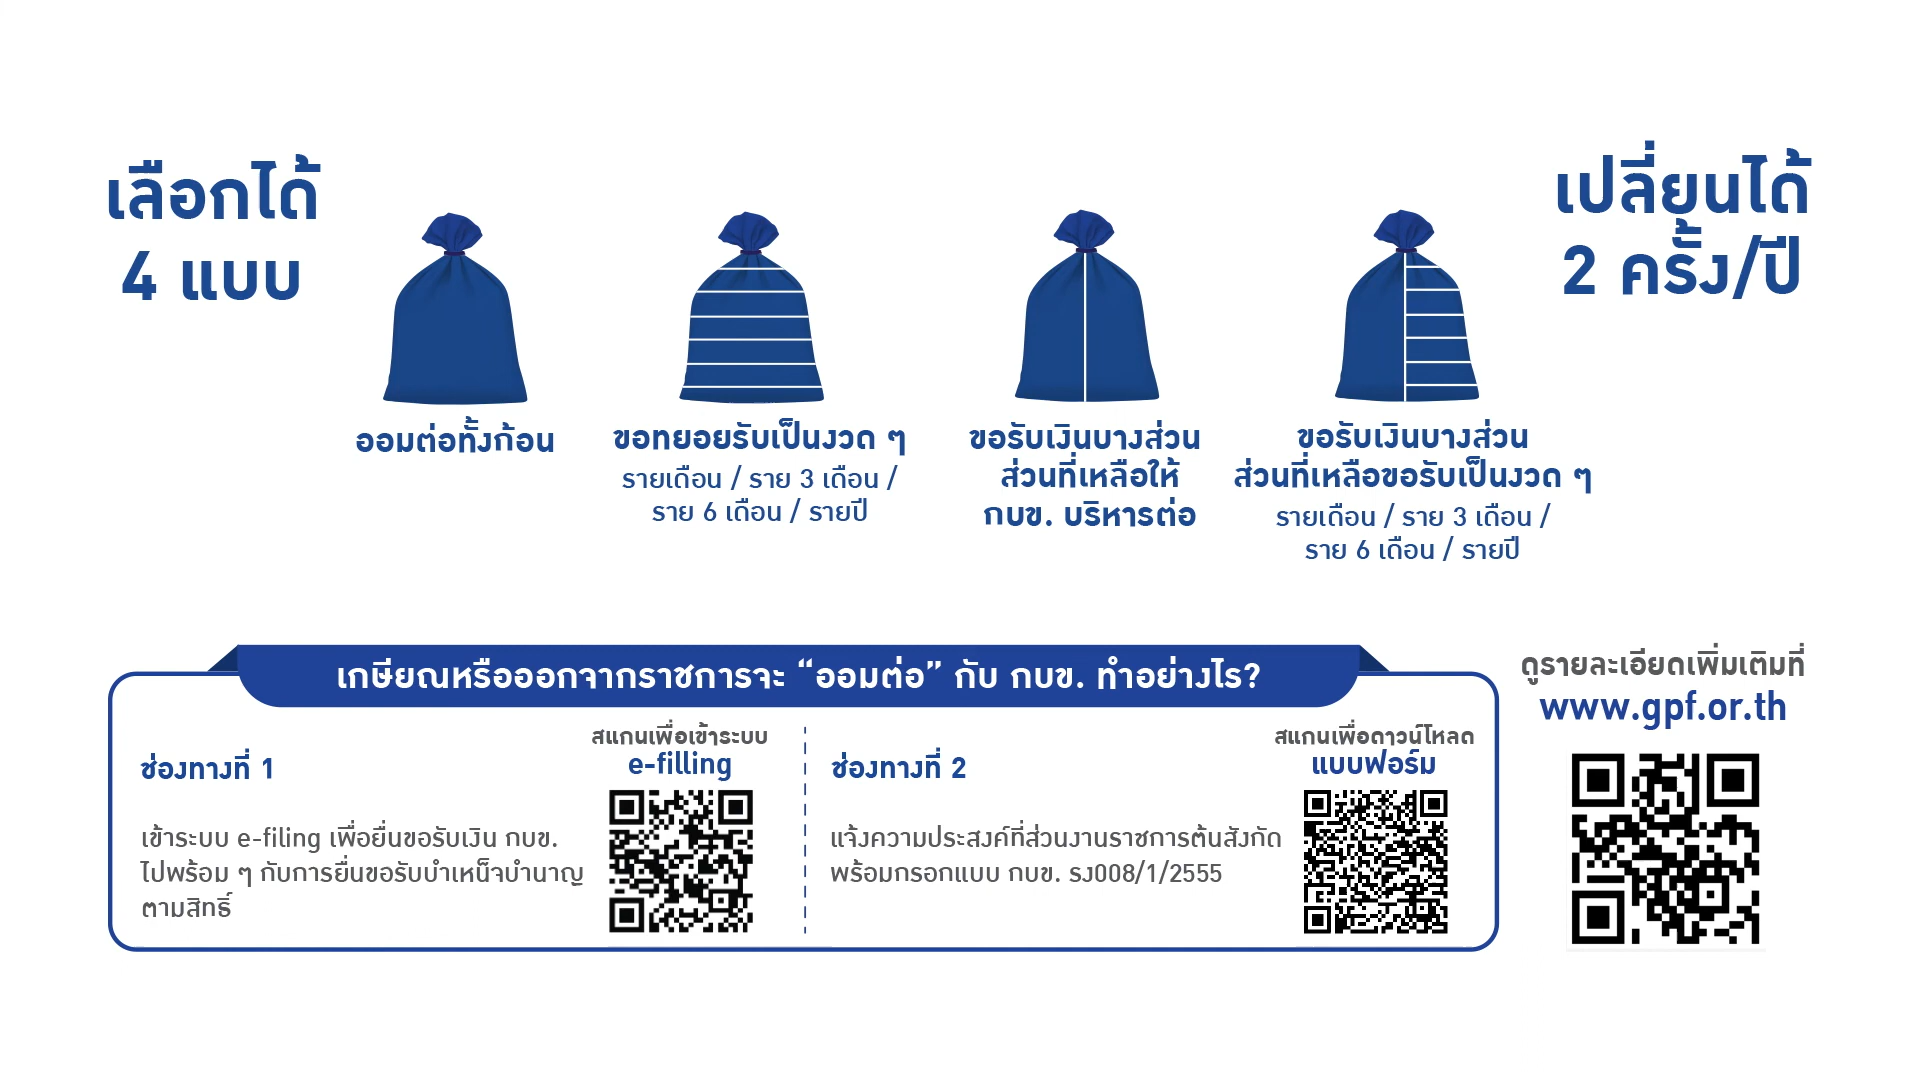 เลือกได้
4 แบบ
เปลี่ยนได้
2 ครั้ง/ปี
ออมต่อทั้งก้อน
ขอทยอยรับเป็นงวด ๆ
รายเดือน / ราย 3 เดือน /
ราย 6 เดือน / รายปี
ขอรับเงินบางส่วน
ส่วนที่เหลือให้
กบข. บริหารต่อ
ขอรับเงินบางส่วน
ส่วนที่เหลือขอรับเป็นงวด ๆ
รายเดือน / ราย 3 เดือน /
ราย 6 เดือน / รายปี
เกษียณหรือออกจากราชการจะ “ออมต่อ” กับ กบข. ทำอย่างไร?
ช่องทางที่ 1
เข้าระบบ e-filing เพื่อยื่นขอรับเงิน กบข.
ไปพร้อม ๆ กับการยื่นขอรับบำเหน็จบำนาญ
ตามสิทธิ์
สแกนเพื่อเข้าระบบ
e-filling
ช่องทางที่ 2
แจ้งความประสงค์ที่ส่วนงานราชการต้นสังกัด
พร้อมกรอกแบบ กบข. รง008/1/2555
สแกนเพื่อดาวน์โหลด
แบบฟอร์ม
ดูรายละเอียดเพิ่มเติมที่
www.gpf.or.th